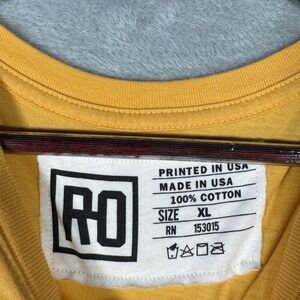 RO
PRINTED IN USA
MADE IN USA
100% COTTON
SIZE XL
RN 153015